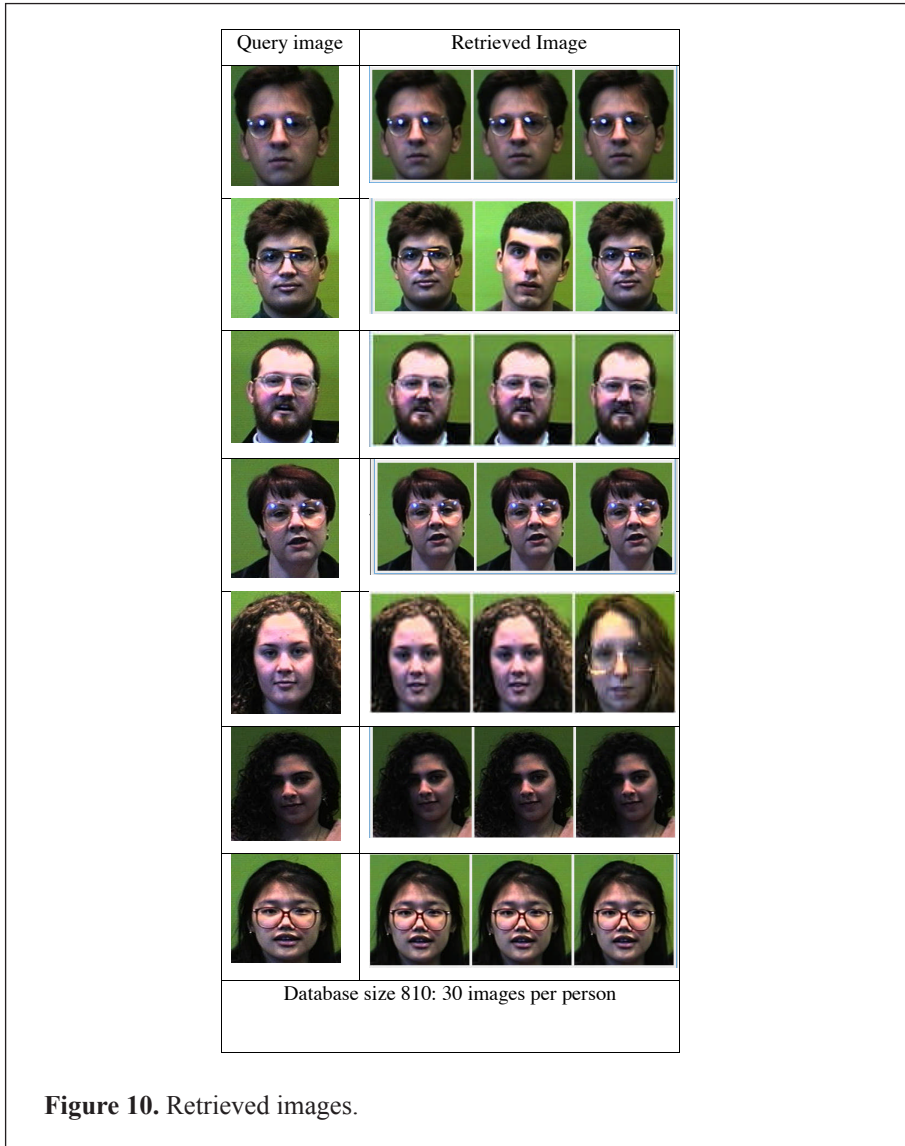 Query image
Retrieved Image
Database size 810: 30 images per person
Figure 10. Retrieved images.